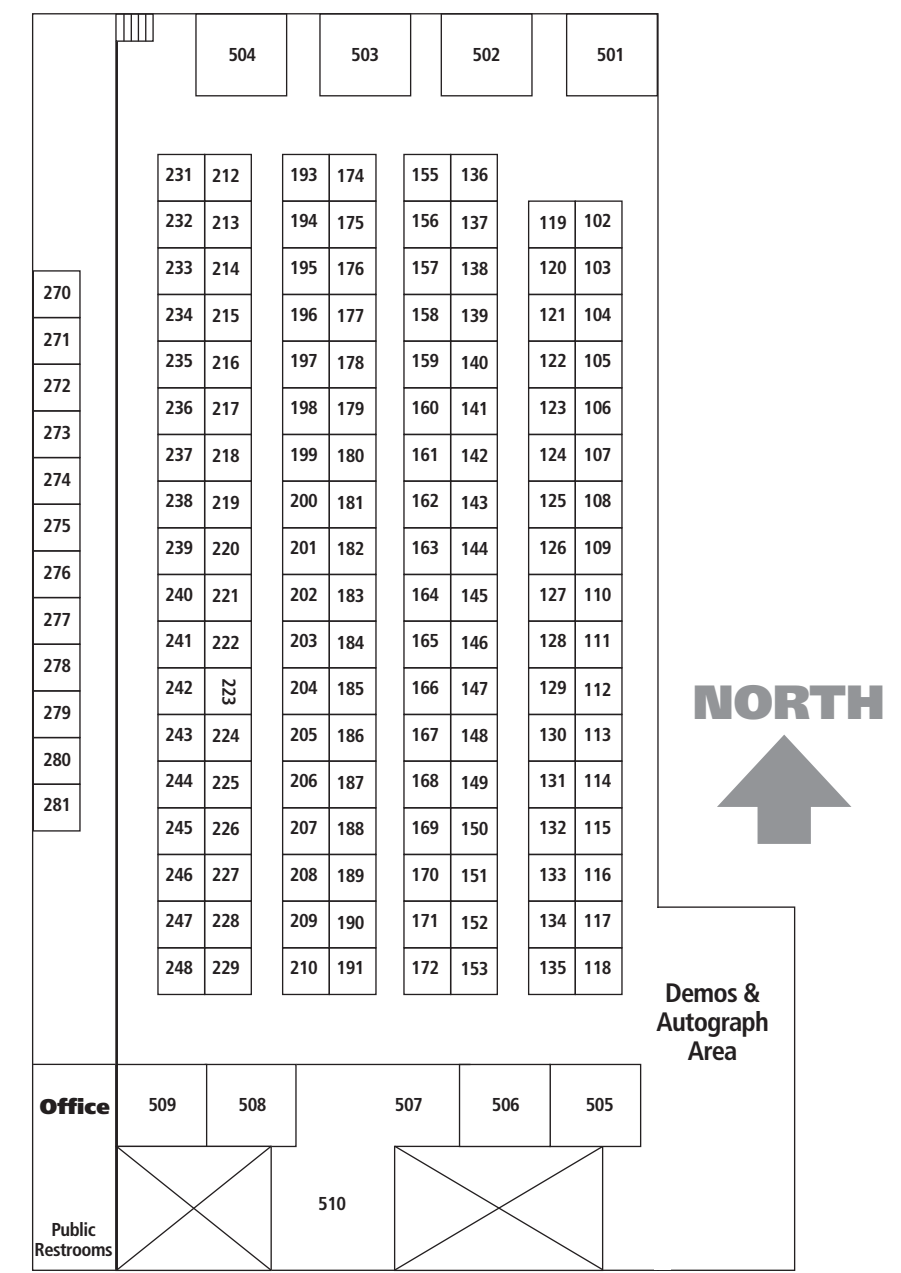 504 503 502 501
231 212 193 174 155 136
232 213 194 175 156 137 119 102
233 214 195 176 157 138 120 103
270
234 215 196 177 158 139 121 104
271
235 216 197 178 159 140 122 105
272
236 217 198 179 160 141 123 106
273
237 218 199 180 161 142 124 107
274
238 219 200 181 162 143 125 108
275
239 220 201 182 163 144 126 109
276
240 221 202 183 164 145 127 110
277
241 222 203 184 165 146 128 111
278
242 223 204 185 166 147 129 112
NORTH
279
243 224 205 186 167 148 130 113
280
244 225 206 187 168 149 131 114
281
245 226 207 188 169 150 132 115
246 227 208 189 170 151 133 116
247 228 209 190 171 152 134 117
248 229 210 191 172 153 135 118
Demos &
Autograph
Area
Office 509 508 507 506 505
510
Public
Restrooms